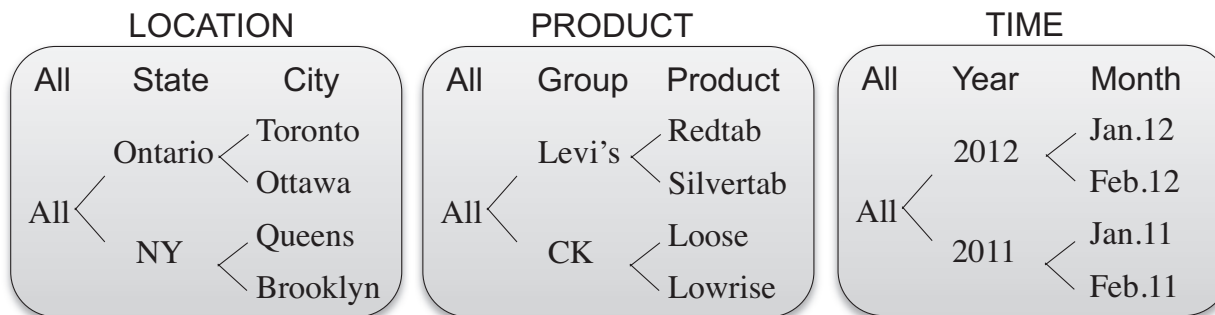 LOCATION
All State City
Toronto
Ontario
Ottawa
All
Queens
NY
Brooklyn
PRODUCT
All Group Product
Redtab
Levi's
Silvertab
All
Loose
CK
Lowrise
TIME
All Year Month
Jan.12
2012
Feb.12
All
Jan.11
2011
Feb.11